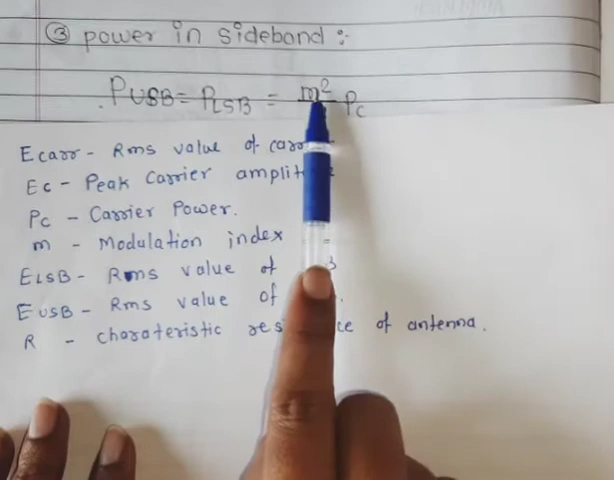 ③ power in sideband :-
PUSB = PLSB = m² Pc
Ecarr - Rms value of
Ec - Peak Carrier
Pc - Carrier Power.
m - Modulation index =
ELSB - Rms value of
EUSB - Rms value of
R - charateristic of antenna.